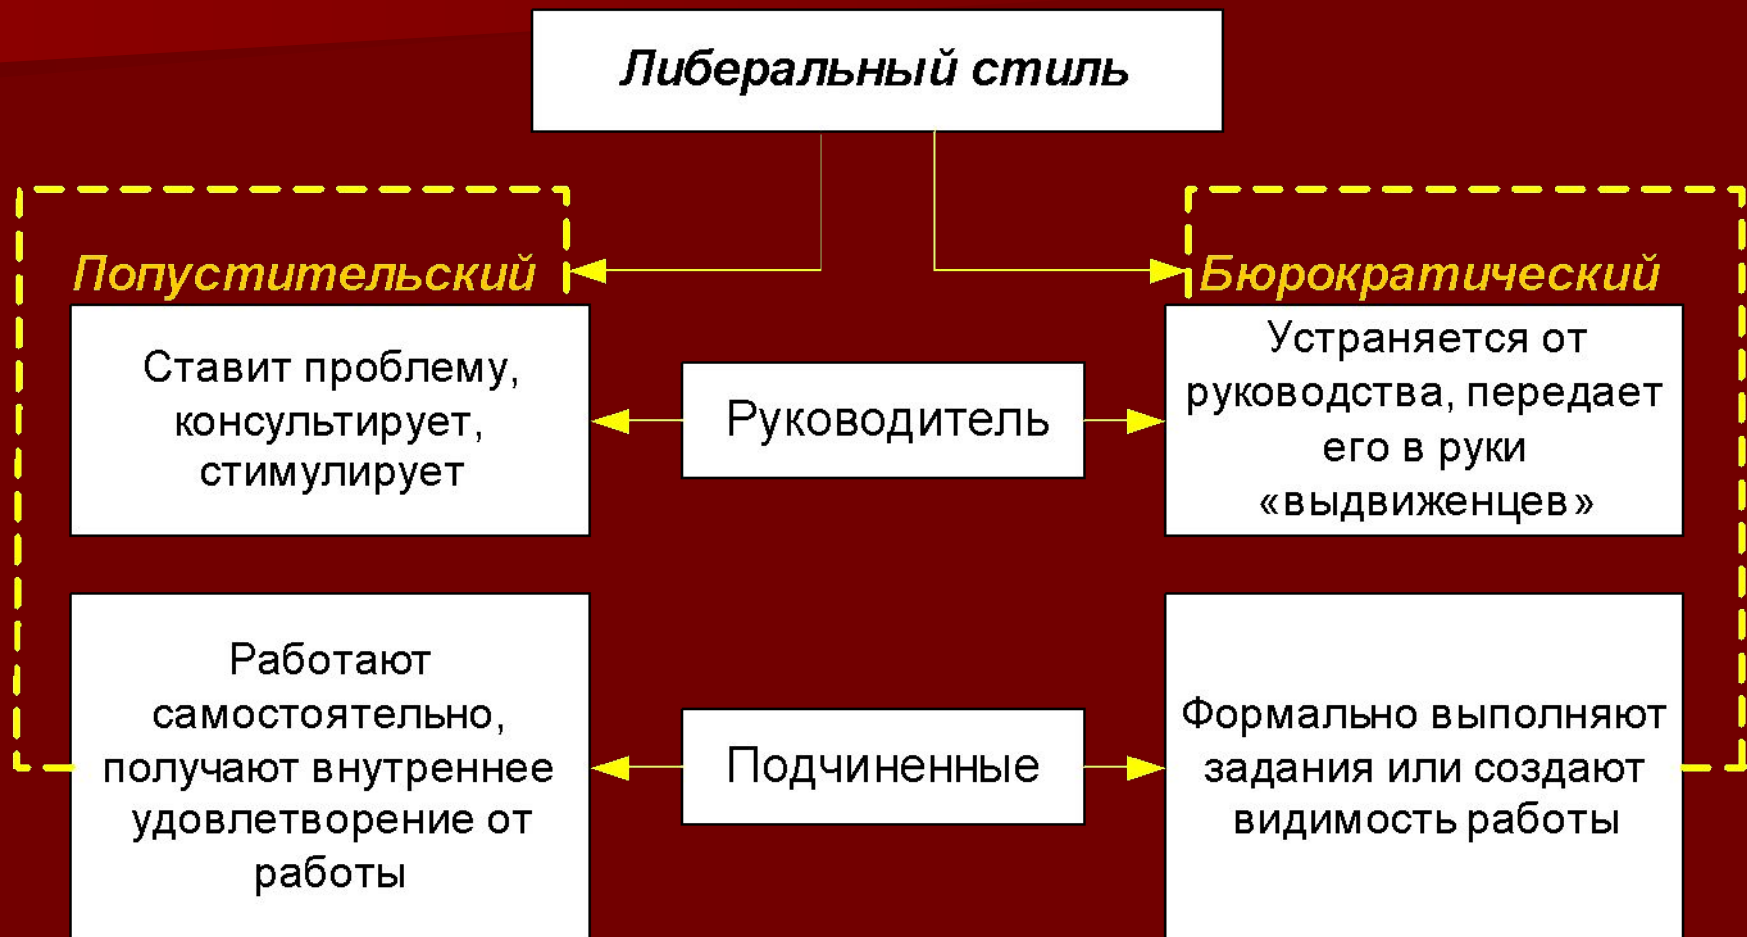 Либеральный стиль
Попустительский
Бюрократический
Ставит проблему,
консультирует,
стимулирует
Руководитель
Устраняется от
руководства, передает
его в руки
«выдвиженцев»
Работают
самостоятельно,
получают внутреннее
удовлетворение от
работы
Подчиненные
Формально выполняют
задания или создают
видимость работы